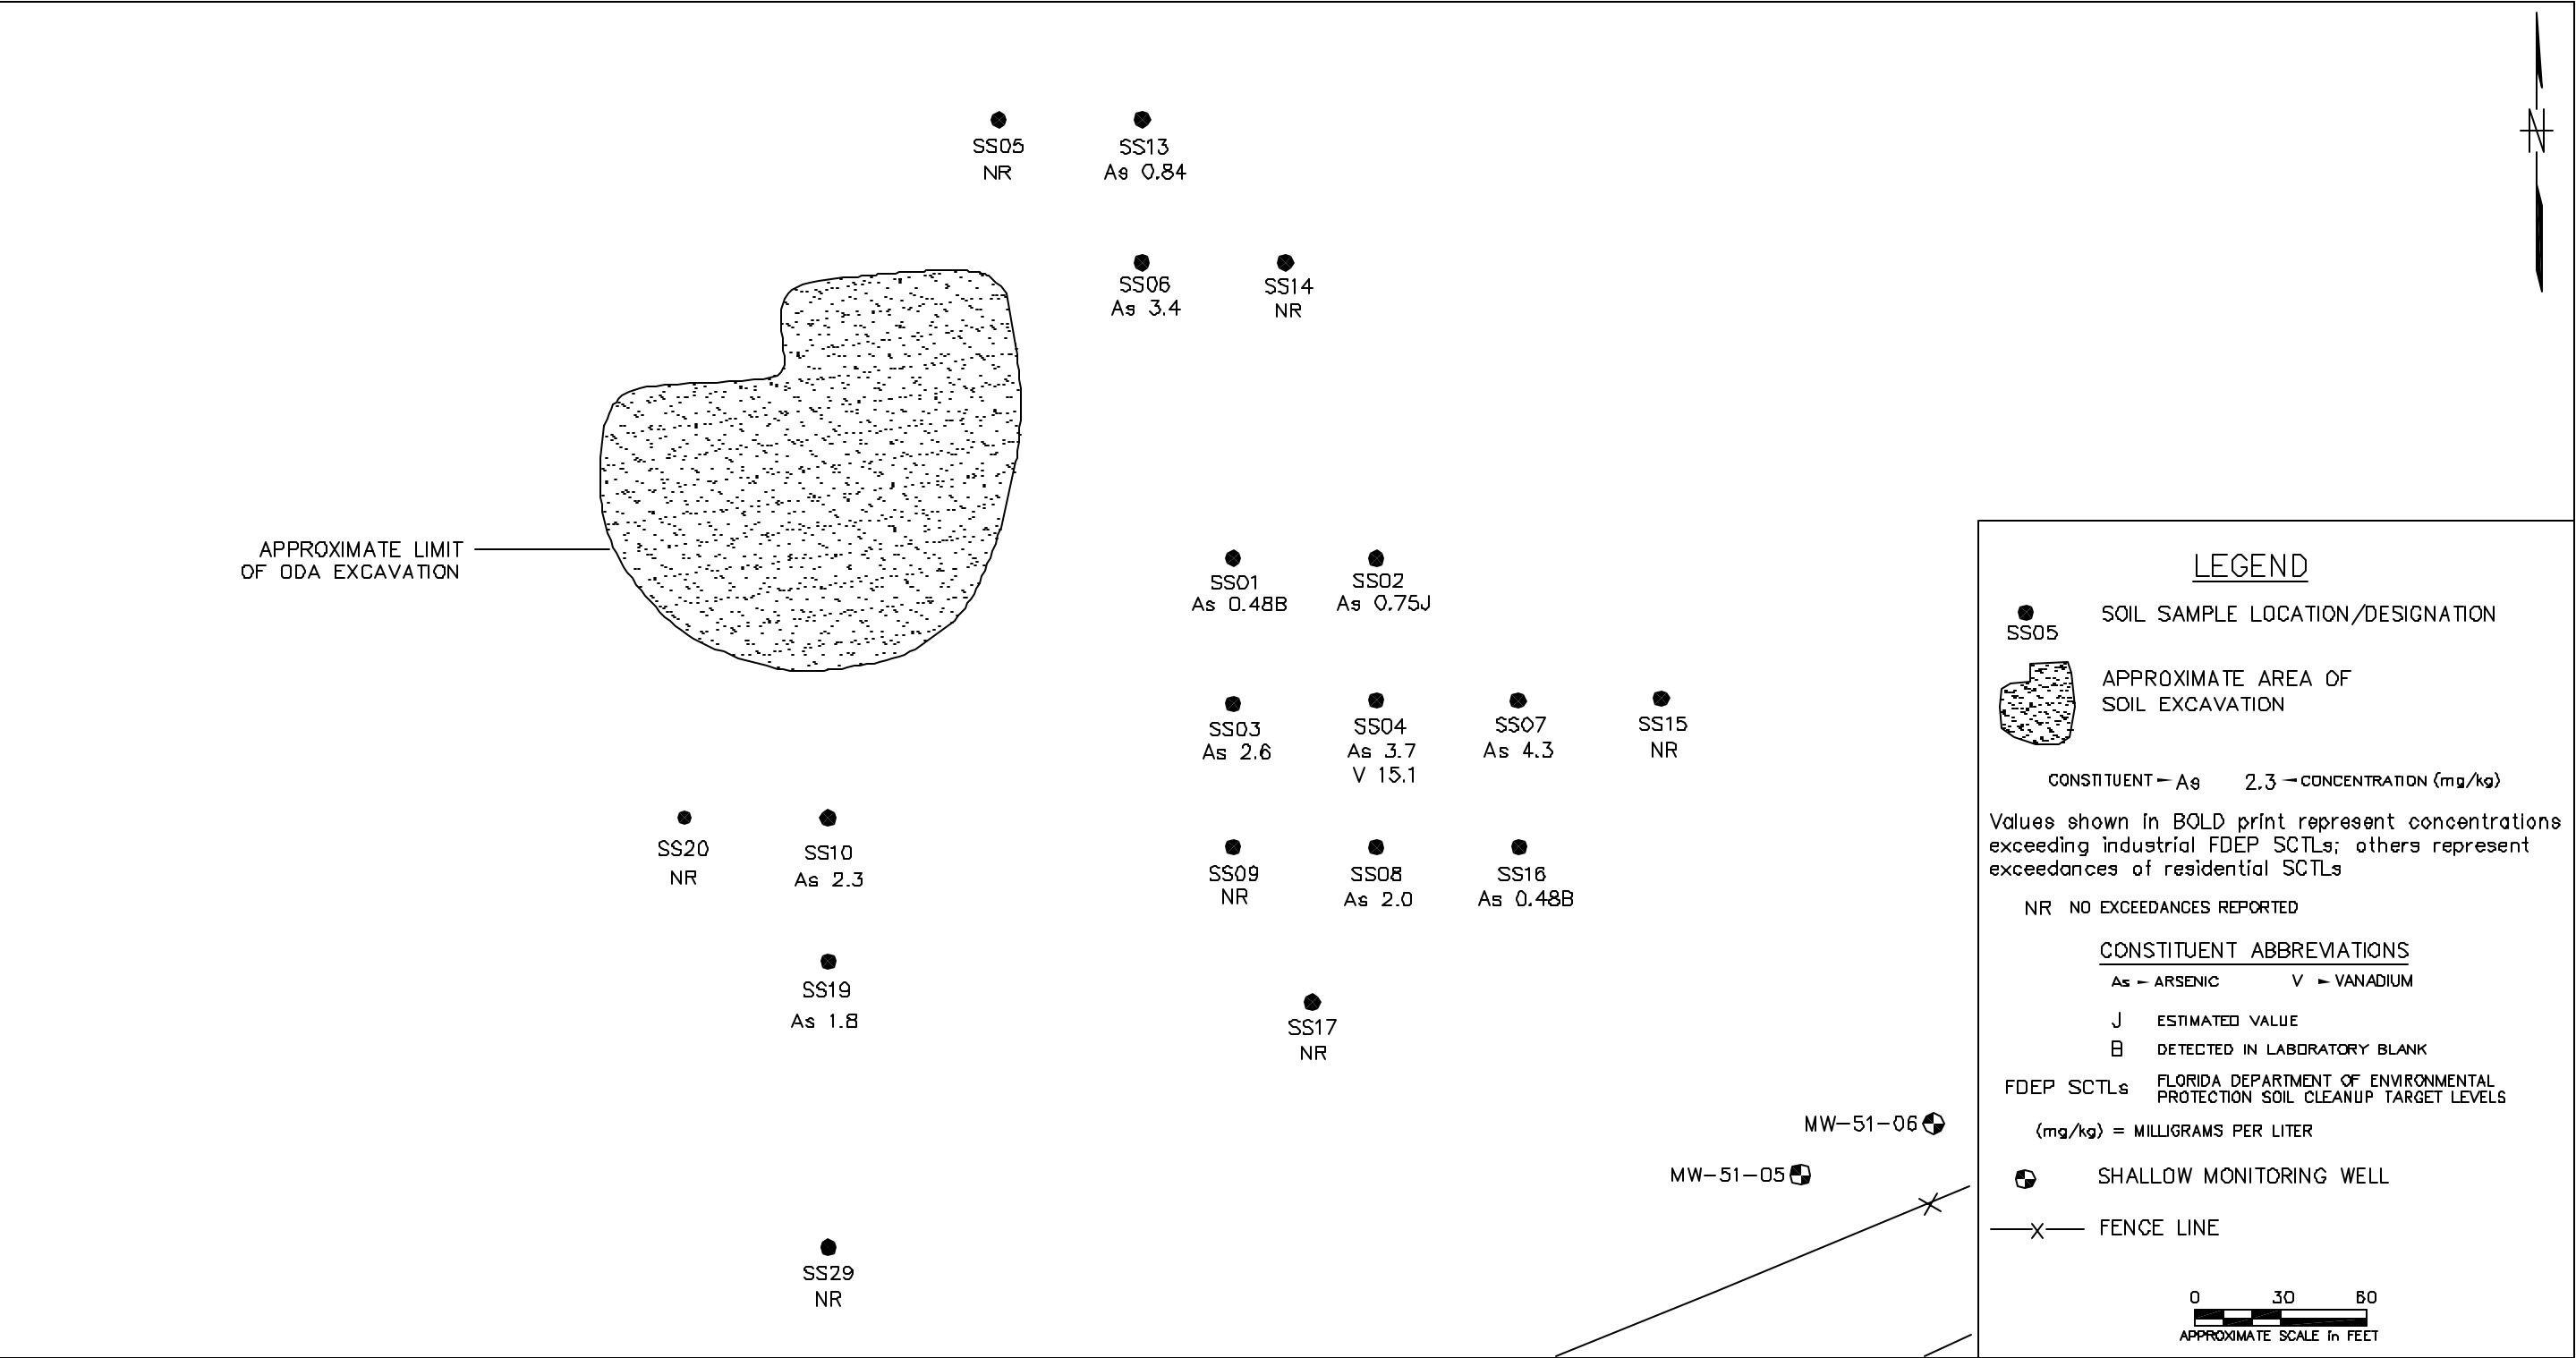 N
SS05
NR
SS13
As 0.84
SS06
As 3.4
SS14
NR
APPROXIMATE LIMIT
OF ODA EXCAVATION
SS01
As 0.48B
SS02
As 0.75J
SS03
As 2.6
SS04
As 3.7
V 15.1
SS07
As 4.3
SS15
NR
SS20
NR
SS10
As 2.3
SS09
NR
SS08
As 2.0
SS16
As 0.48B
SS19
As 1.8
SS17
NR
MW-51-06
MW-51-05
SS29
NR
LEGEND
SS05
SOIL SAMPLE LOCATION/DESIGNATION
APPROXIMATE AREA OF
SOIL EXCAVATION
CONSTITUENT - As 2.3 - CONCENTRATION (mg/kg)
Values shown in BOLD print represent concentrations
exceeding industrial FDEP SCTLs; others represent
exceedances of residential SCTLs
NR NO EXCEEDANCES REPORTED
CONSTITUENT ABBREVIATIONS
As - ARSENIC V - VANADIUM
J ESTIMATED VALUE
B DETECTED IN LABORATORY BLANK
FDEP SCTLs FLORIDA DEPARTMENT OF ENVIRONMENTAL
PROTECTION SOIL CLEANUP TARGET LEVELS
(mg/kg) = MILLIGRAMS PER LITER
SHALLOW MONITORING WELL
X FENCE LINE
0 30 60
APPROXIMATE SCALE in FEET